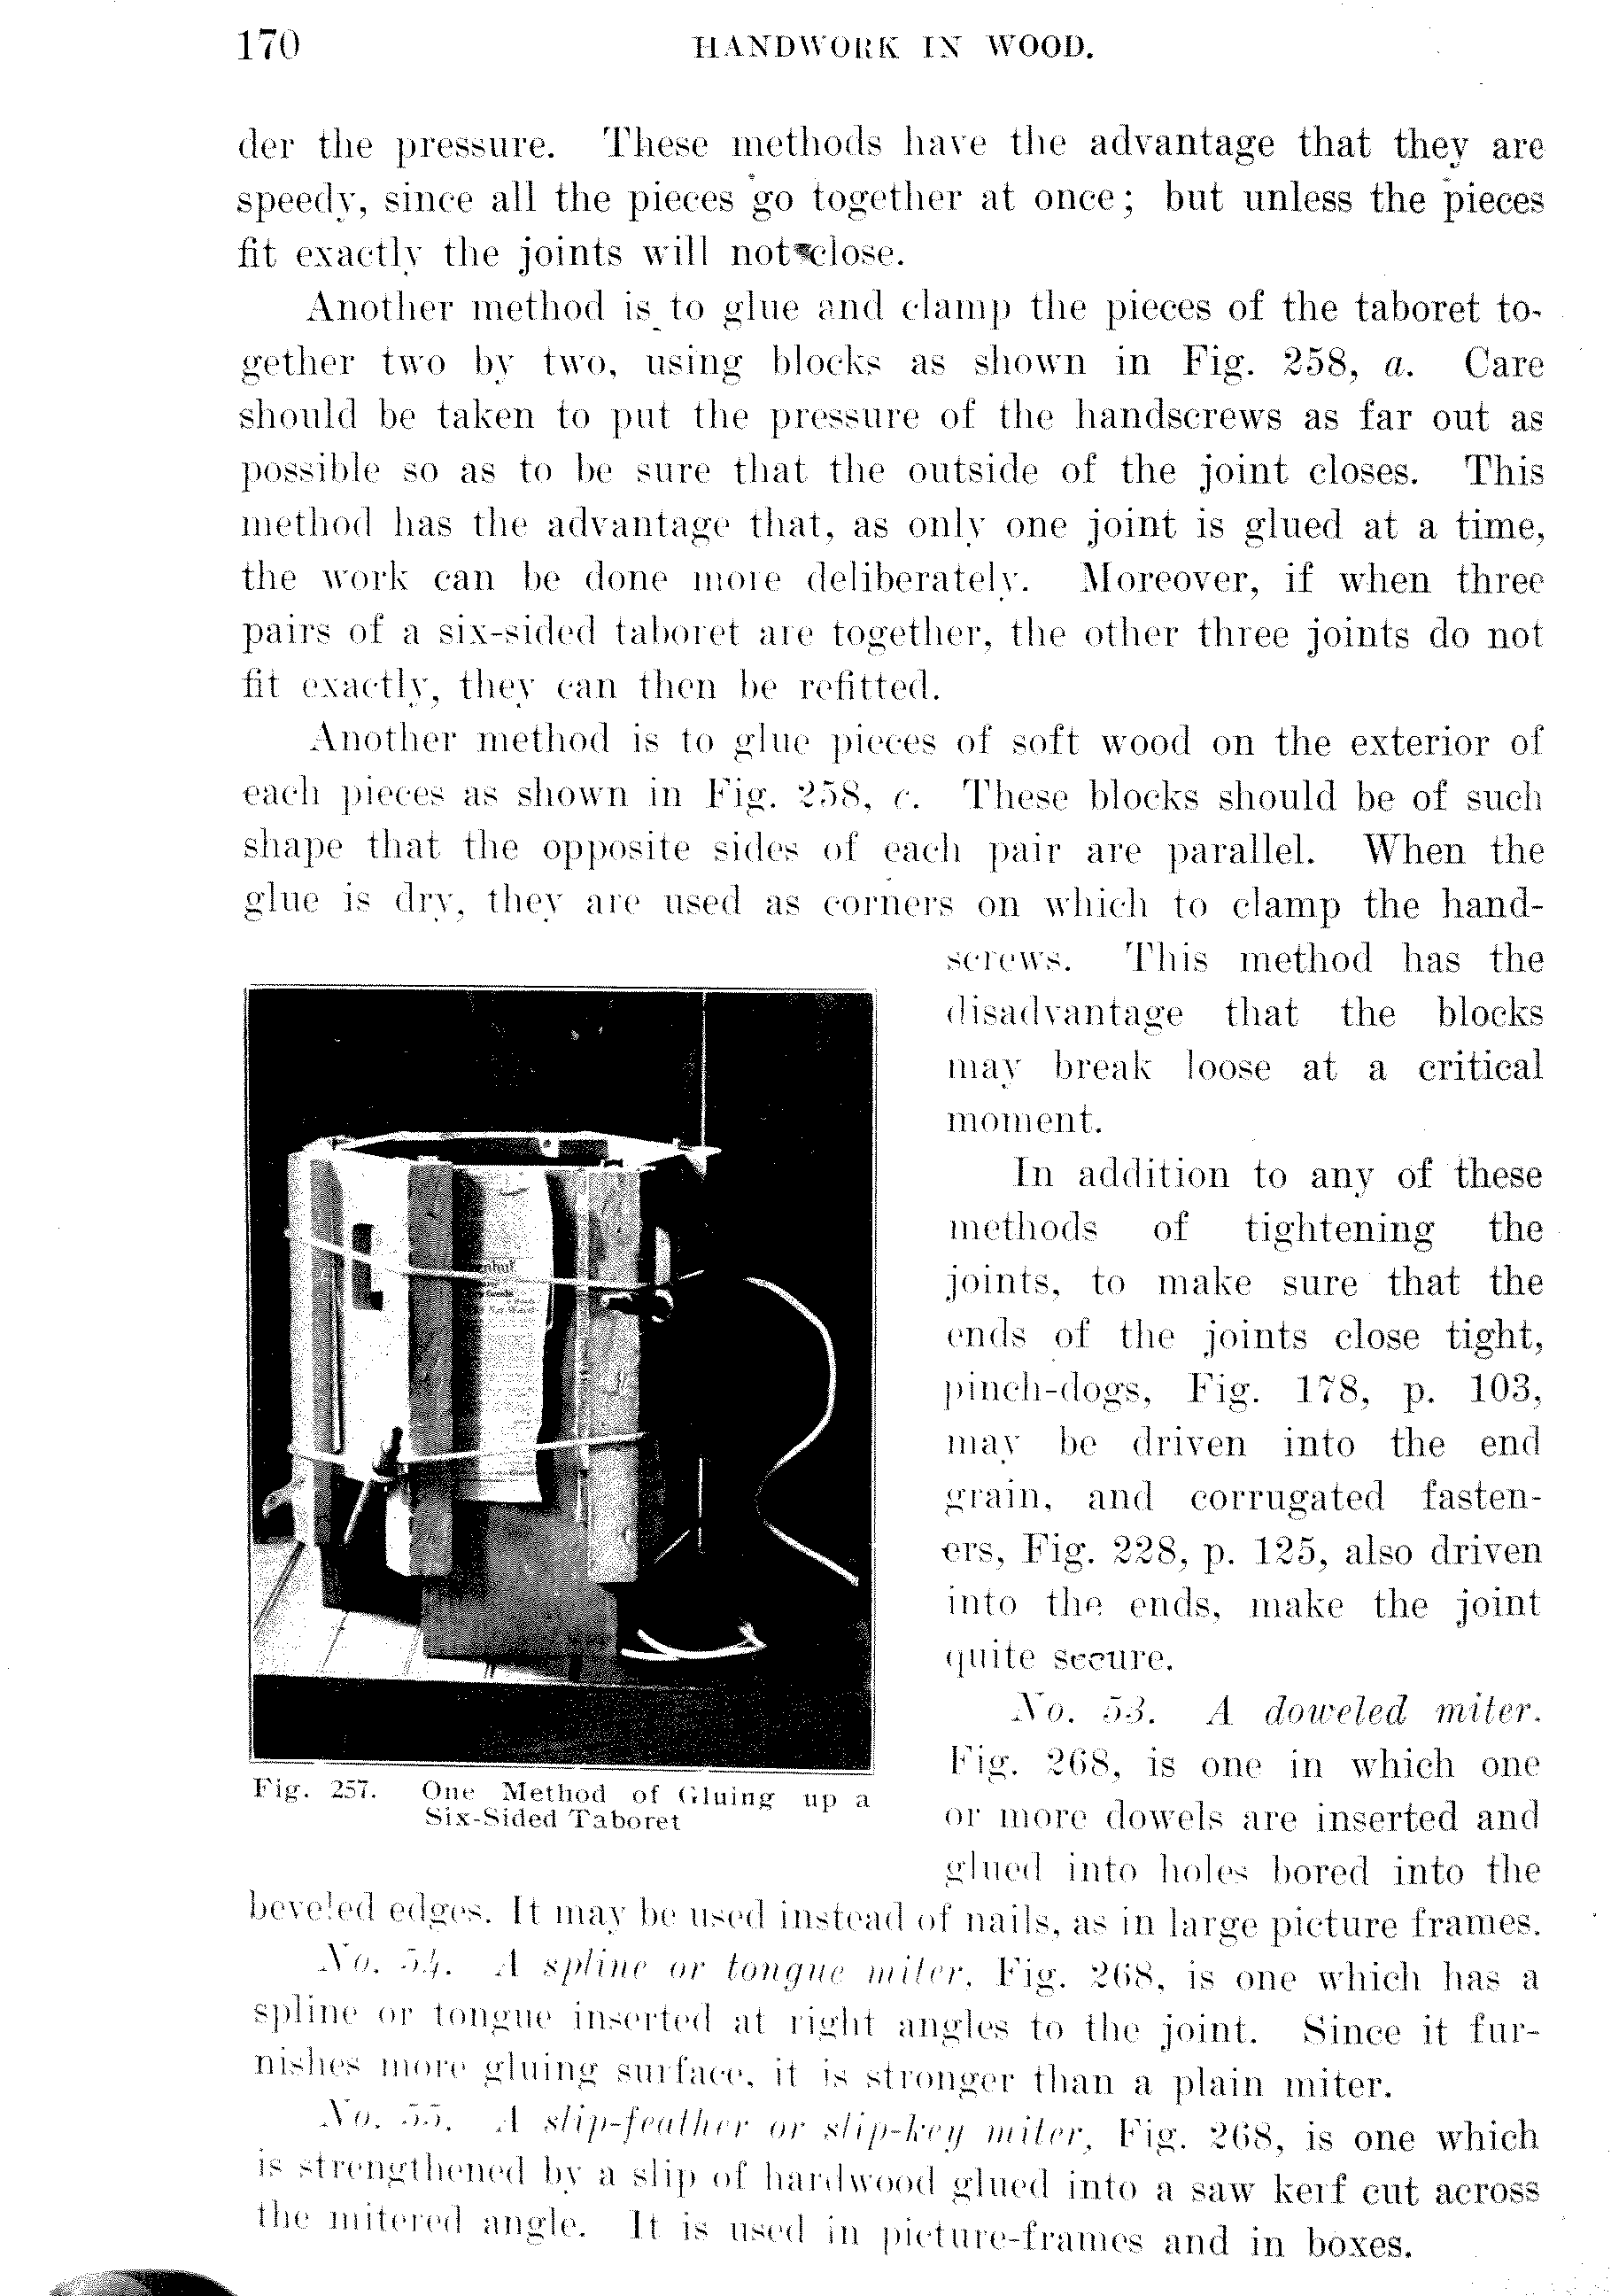 170 HANDWORK IN WOOD.
der the pressure. These methods have the advantage that they are
speedy, since all the pieces go together at once; but unless the pieces
fit exactly the joints will not close.
Another method is to glue and clamp the pieces of the taboret to-
gether two by two, using blocks as shown in Fig. 258, a. Care
should be taken to put the pressure of the handscrews as far out as
possible so as to be sure that the outside of the joint closes. This
method has the advantage that, as only one joint is glued at a time,
the work can be done more deliberately. Moreover, if when three
pairs of a six-sided taboret are together, the other three joints do not
fit exactly, they can then be refitted.
Another method is to glue pieces of soft wood on the exterior of
each pieces as shown in Fig. 258, c. These blocks should be of such
shape that the opposite sides of each pair are parallel. When the
glue is dry, they are used as corners on which to clamp the hand-
screws. This method has the
disadvantage that the blocks
may break loose at a critical
moment.
In addition to any of these
methods of tightening the
joints, to make sure that the
ends of the joints close tight,
pinch-dogs, Fig. 178, p. 103,
may be driven into the end
grain, and corrugated fasten-
ers, Fig. 228, p. 125, also driven
into the ends, make the joint
quite secure.
No. 53. A doweled miter.
Fig. 268, is one in which one
or more dowels are inserted and
glued into holes bored into the
Fig. 257. One Method of Gluing up a
Six-Sided Taboret
beveled edges. It may be used instead of nails, as in large picture frames.
No. 54. A spline or tongue miter, Fig. 268, is one which has a
spline or tongue inserted at right angles to the joint. Since it fur-
nishes more gluing surface, it is stronger than a plain miter.
No. 55. A slip-feather or slip-key miter, Fig. 268, is one which
is strengthened by a slip of hardwood glued into a saw kerf cut across
the mitered angle. It is used in picture-frames and in boxes.